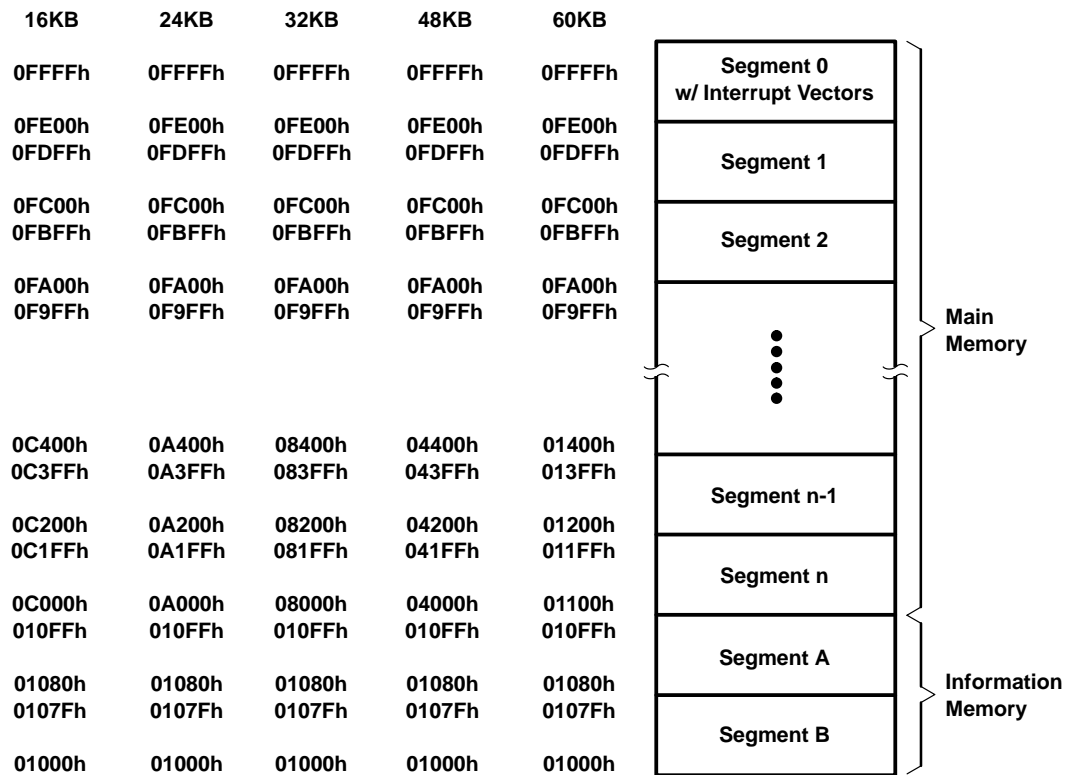 16KB 24KB 32KB 48KB 60KB
0FFFFh 0FFFFh 0FFFFh 0FFFFh 0FFFFh Segment 0
w/ Interrupt Vectors
0FE00h 0FE00h 0FE00h 0FE00h 0FE00h
0FDFFh 0FDFFh 0FDFFh 0FDFFh 0FDFFh
Segment 1
0FC00h 0FC00h 0FC00h 0FC00h 0FC00h
0FBFFh 0FBFFh 0FBFFh 0FBFFh 0FBFFh
Segment 2
0FA00h 0FA00h 0FA00h 0FA00h 0FA00h
0F9FFh 0F9FFh 0F9FFh 0F9FFh 0F9FFh
Main
Memory
0C400h 0A400h 08400h 04400h 01400h
0C3FFh 0A3FFh 083FFh 043FFh 013FFh
Segment n-1
0C200h 0A200h 08200h 04200h 01200h
0C1FFh 0A1FFh 081FFh 041FFh 011FFh
Segment n
0C000h 0A000h 08000h 04000h 01100h
010FFh 010FFh 010FFh 010FFh 010FFh
Segment A
01080h 01080h 01080h 01080h 01080h
0107Fh 0107Fh 0107Fh 0107Fh 0107Fh
Information
Memory
Segment B
01000h 01000h 01000h 01000h 01000h